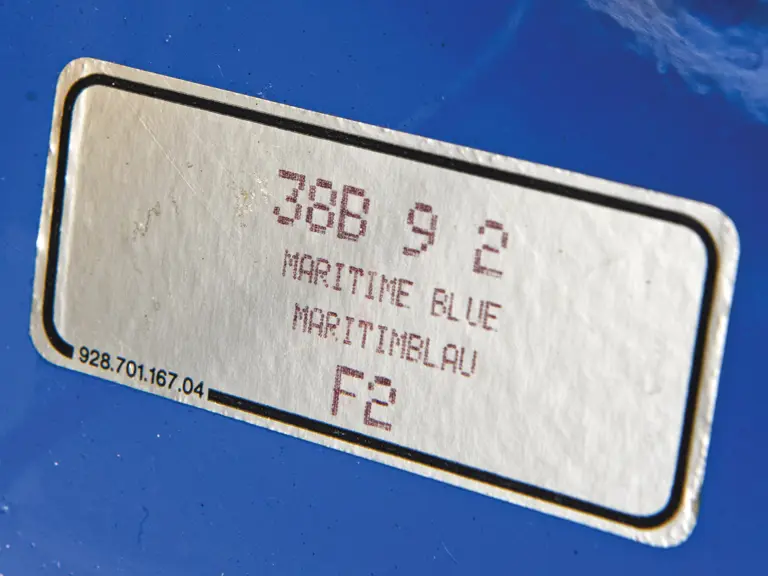 38B 9 2
MARITIME BLUE
MARITIMBLAU
F2
928.701.167.04